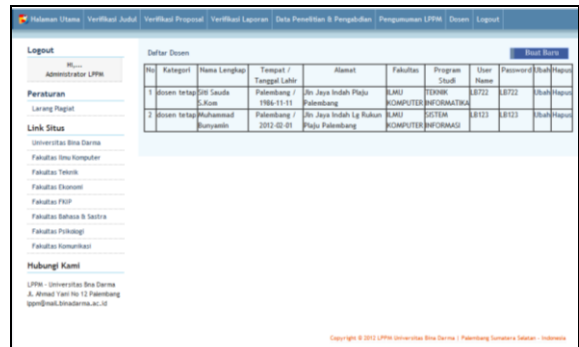 Halaman Utama Verifikasi Judul Verifikasi Proposal Verifikasi Laporan Data Penelitian & Pengabdian Pengumuman LPPM Dosen Logout
Logout
Hi,....
Administrator LPPM
Peraturan
Larang Plagiat
Link Situs
Universitas Bina Darma
Fakultas Ilmu Komputer
Fakultas Teknik
Fakultas Ekonomi
Fakultas FKIP
Fakultas Bahasa & Sastra
Fakultas Psikologi
Fakultas Komunikasi
Hubungi Kami
LPPM - Universitas Bina Darma
Jl. Ahmad Yani No 12 Palembang
lppm@mail.binadarma.ac.id
Daftar Dosen
Buat Baru
No Kategori Nama Lengkap Tempat / Tanggal Lahir Alamat Fakultas Program Studi User Name Password Ubah Hapus
1 dosen tetap Siti Sauda S.Kom Palembang / 1986-11-11 Jln Jaya Indah Plaju Palembang ILMU KOMPUTER TEKNIK INFORMATIKA LB722 LB722 Ubah Hapus
2 dosen tetap Muhammad Bunyamin Palembang / 2012-02-01 Jln Jaya Indah Lg Rukun Plaju Palembang ILMU KOMPUTER SISTEM INFORMASI LB123 LB123 Ubah Hapus
Copyright © 2012 LPPM Universitas Bina Darma | Palembang Sumatera Selatan - Indonesia